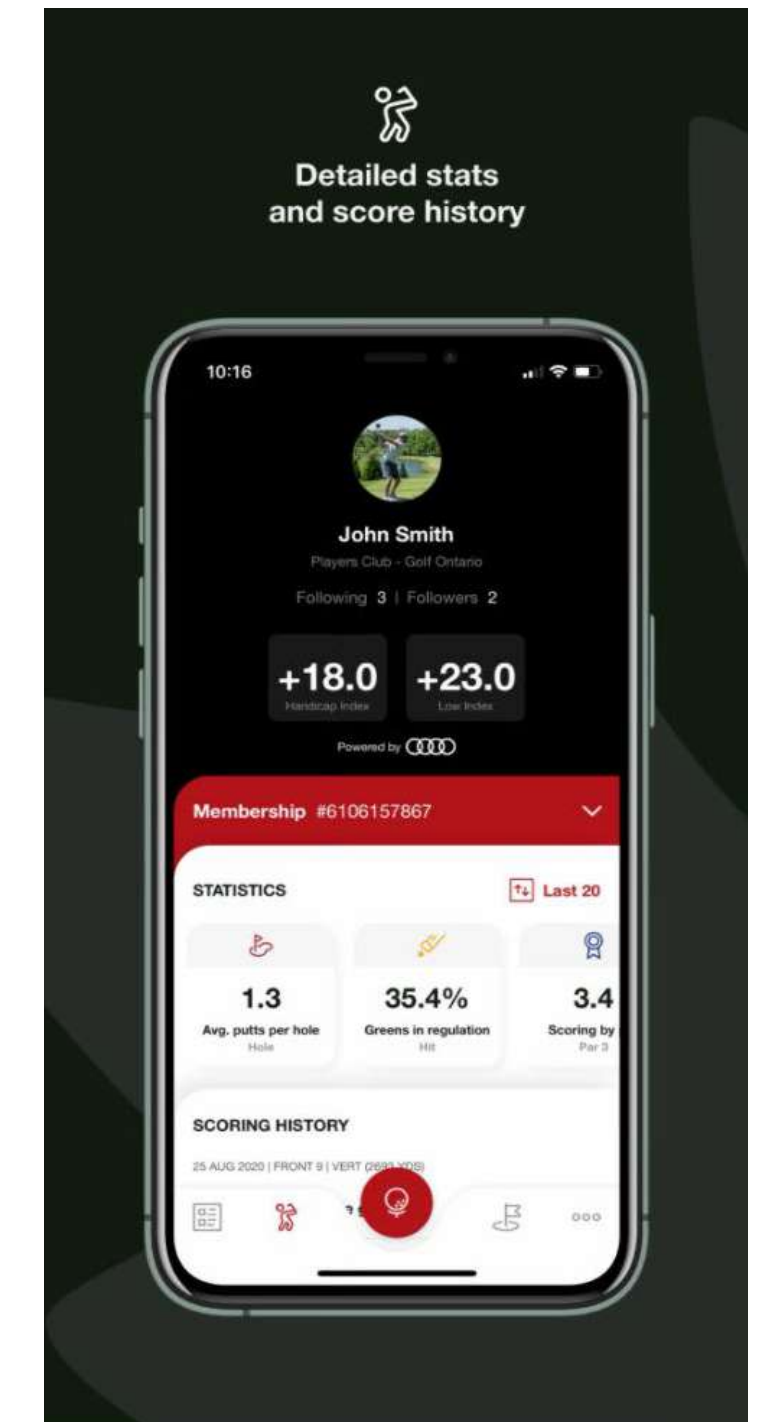 Detailed stats
and score history
10:16
John Smith
Players Club - Golf Ontario
Following 3 | Followers 2
+18.0 +23.0
Handicap Index Low Index
Powered by
Membership #6106157867
STATISTICS Last 20
1.3 35.4% 3.4
Avg. putts per hole Greens in regulation Scoring by
Hole Hit Par 3
SCORING HISTORY
25 AUG 2020 | FRONT 9 | VERT (2693 YDS)